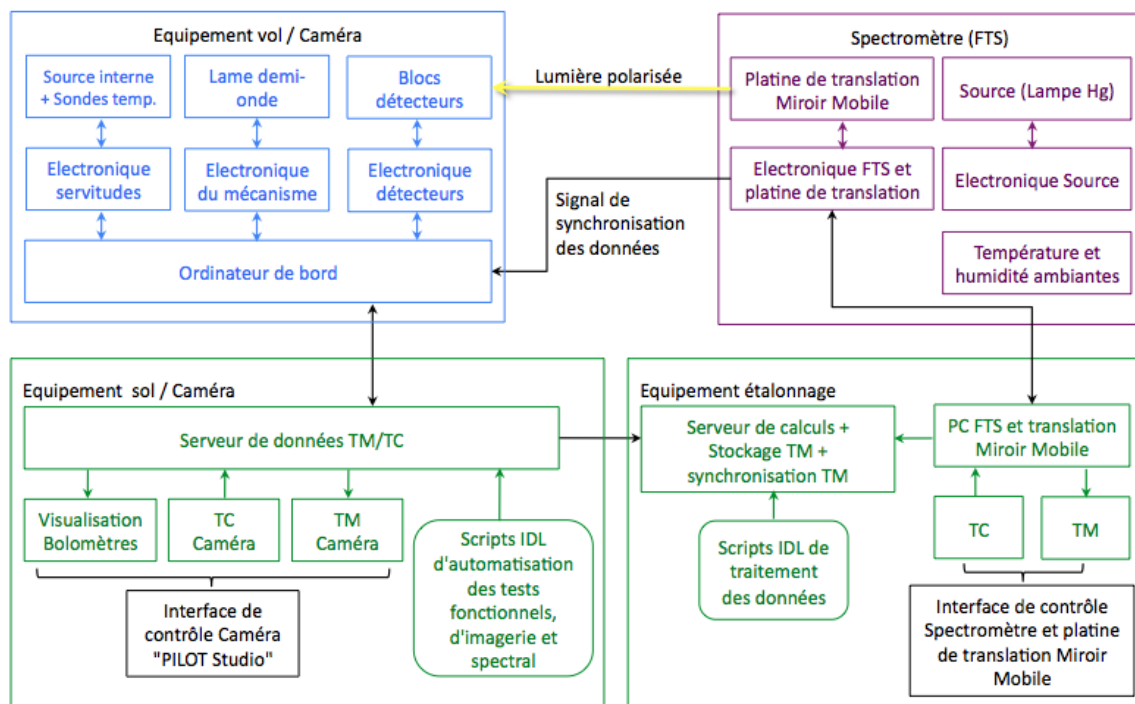 Equipement vol / Caméra
Source interne
+ Sondes temp.
Lame demi-
onde
Blocs
détecteurs
Electronique
servitudes
Electronique
du mécanisme
Electronique
détecteurs
Ordinateur de bord
Lumière polarisée
Signal de
synchronisation
des données
Spectromètre (FTS)
Platine de translation
Miroir Mobile
Source (Lampe Hg)
Electronique FTS et
platine de translation
Electronique Source
Température et
humidité ambiantes
Equipement sol / Caméra
Serveur de données TM/TC
Visualisation
Bolomètres
TC
Caméra
TM
Caméra
Scripts IDL
d'automatisation
des tests
fonctionnels,
d'imagerie et
spectral
Interface de
contrôle Caméra
"PILOT Studio"
Equipement étalonnage
Serveur de calculs +
Stockage TM +
synchronisation TM
PC FTS et translation
Miroir Mobile
Scripts IDL de
traitement
des données
TC
TM
Interface de contrôle
Spectromètre et platine
de translation Miroir
Mobile